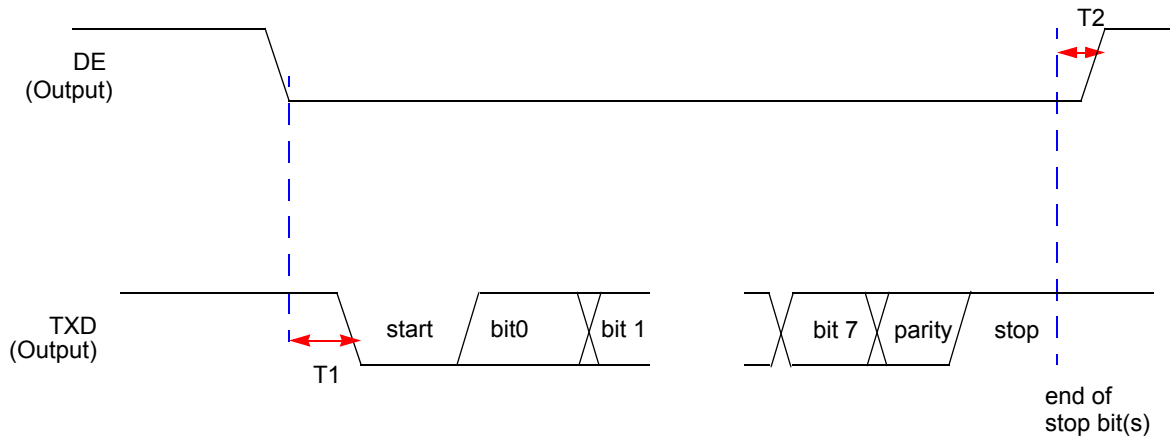 T2
DE
(Output)
TXD
(Output)
start
bit0
bit 1
bit 7
parity
stop
T1
end of
stop bit(s)